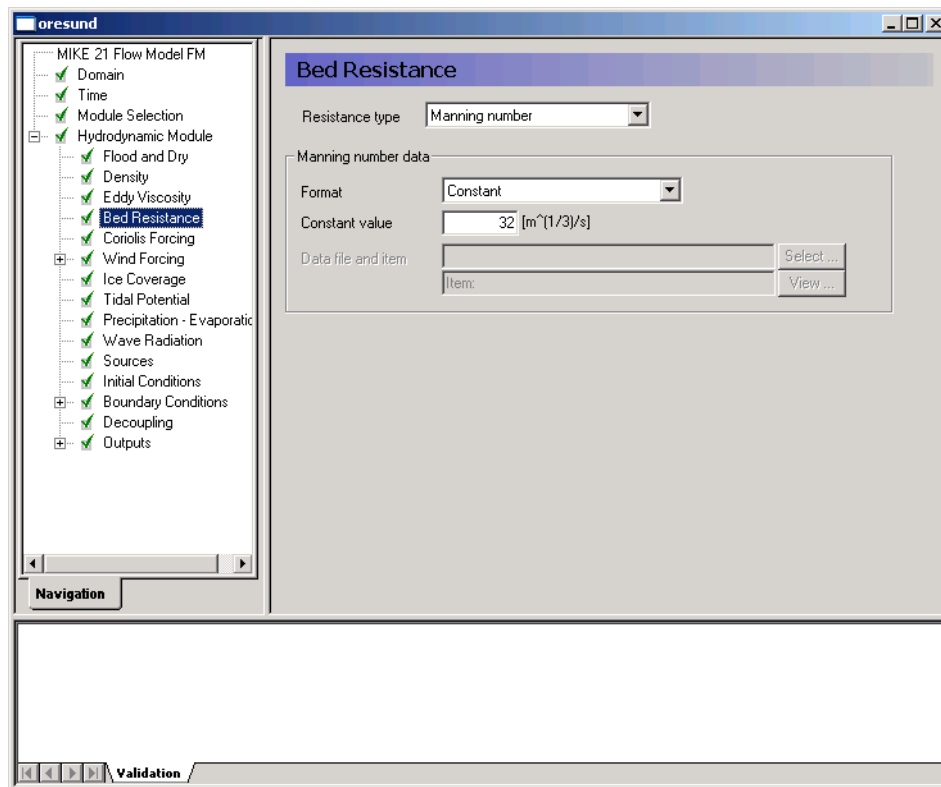 oresund
MIKE 21 Flow Model FM
Domain
Time
Module Selection
Hydrodynamic Module
Flood and Dry
Density
Eddy Viscosity
Bed Resistance
Coriolis Forcing
Wind Forcing
Ice Coverage
Tidal Potential
Precipitation - Evaporatic
Wave Radiation
Sources
Initial Conditions
Boundary Conditions
Decoupling
Outputs
Navigation
Bed Resistance
Resistance type Manning number
Manning number data
Format Constant
Constant value 32 [m^(1/3)/s]
Data file and item Select ...
Item: View ...
Validation